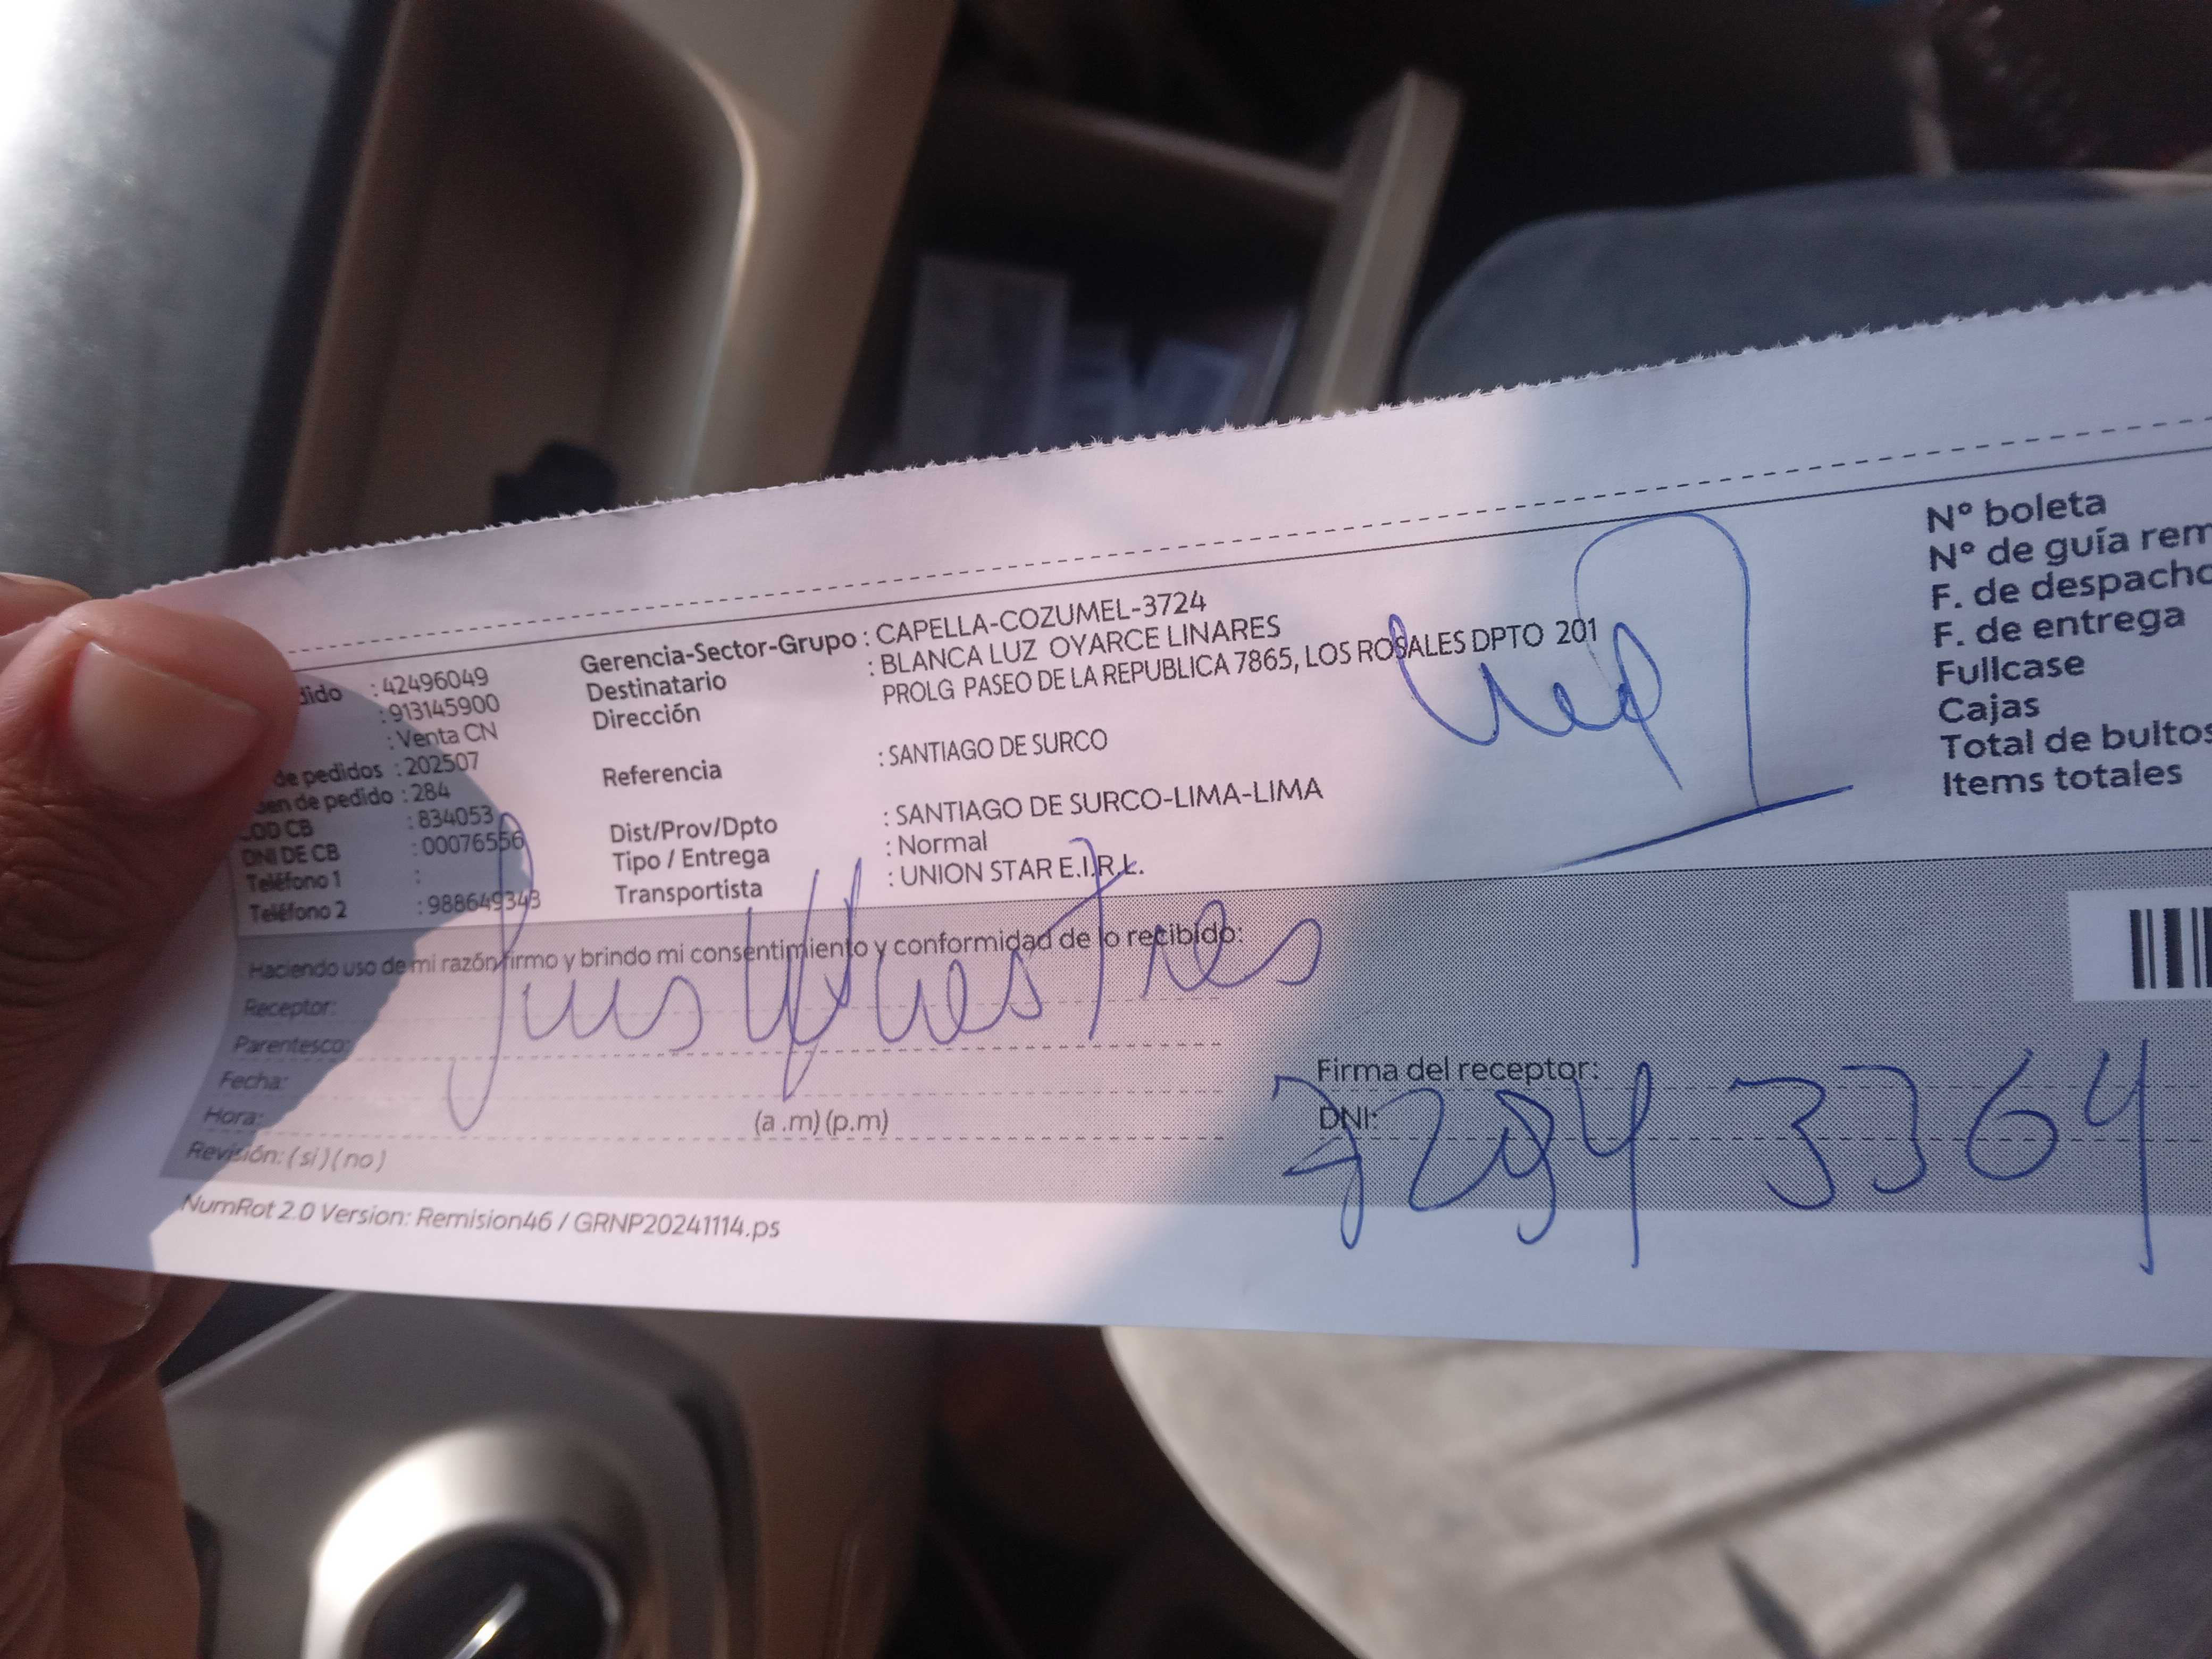 dido : 42496049
: 913145900
: Venta CN
de pedidos : 202507
en de pedido : 284
COD CB : 834053
DNI DE CB : 00076556
Teléfono 1 :
Teléfono 2 : 988649343
Gerencia-Sector-Grupo : CAPELLA-COZUMEL-3724
Destinatario : BLANCA LUZ OYARCE LINARES
Dirección PROLG PASEO DE LA REPUBLICA 7865, LOS ROSALES DPTO 201
Referencia : SANTIAGO DE SURCO
Dist/Prov/Dpto : SANTIAGO DE SURCO-LIMA-LIMA
Tipo / Entrega : Normal
Transportista : UNION STAR E.I.R.L.
N° boleta
N° de guía rem
F. de despacho
F. de entrega
Fullcase
Cajas
Total de bultos
Items totales
Haciendo uso de mi razón firmo y brindo mi consentimiento y conformidad de lo recibido:
Receptor:
Parentesco:
Fecha:
Hora: (a .m) (p.m)
Revisión: ( si ) ( no )
Firma del receptor:
DNI: 72943364
NumRot 2.0 Version: Remision46 / GRNP20241114.ps